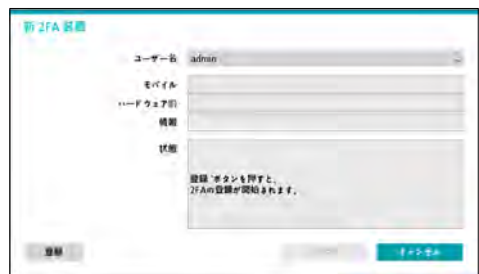 新 2FA 装置
ユーザー名 admin
モバイル
ハードウェアID
情報
状態
登録 ボタンを押すと、
2FAの登録が開始されます。
登録
キャンセル